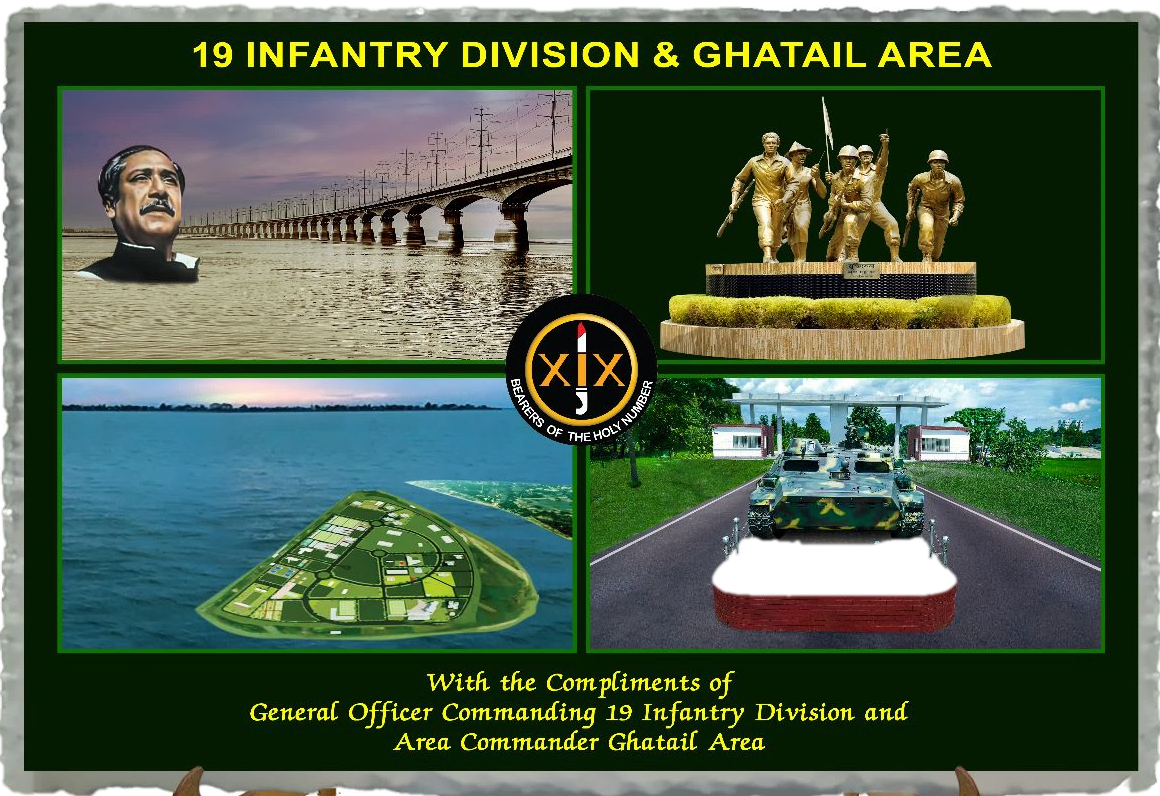 19 INFANTRY DIVISION & GHATAIL AREA
XIX
BEARERS OF THE HOLY NUMBER
With the Compliments of
General Officer Commanding 19 Infantry Division and
Area Commander Ghatail Area